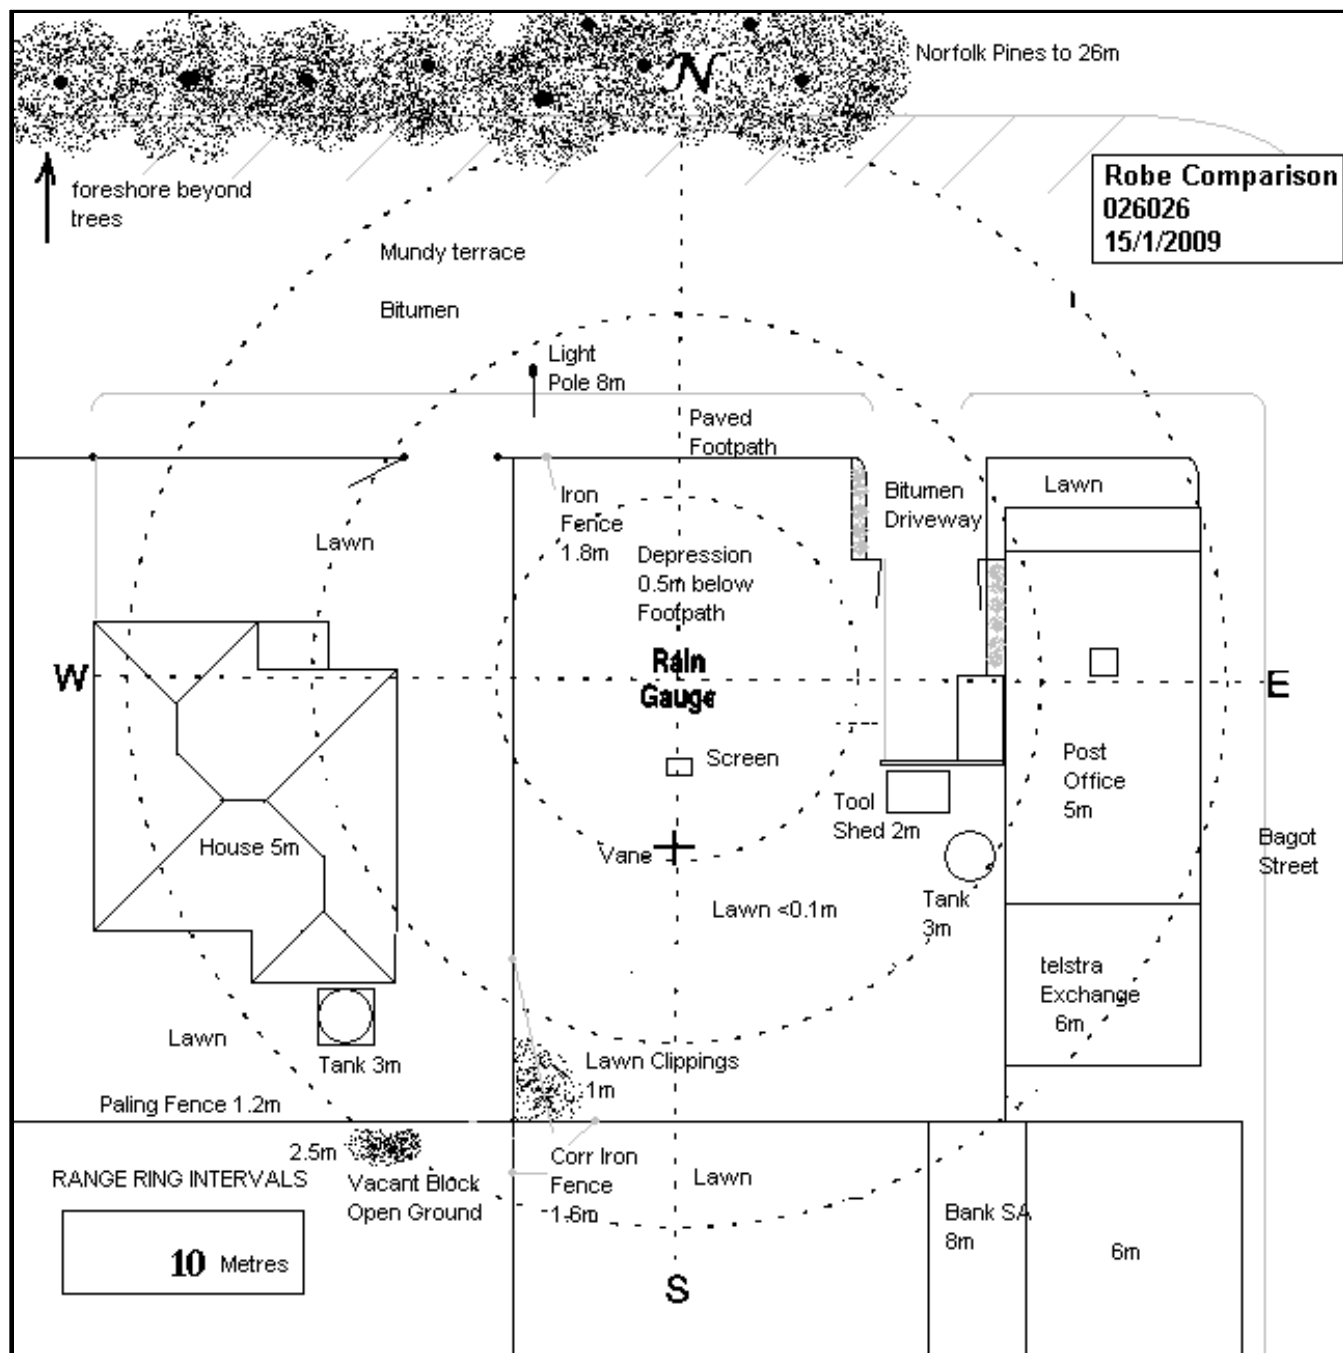 N
Norfolk Pines to 26m
Robe Comparison
026026
15/1/2009
foreshore beyond
trees
Mundy terrace
Bitumen
Light
Pole 8m
Paved
Footpath
Iron
Fence
1.8m
Bitumen
Driveway
Lawn
Lawn
Depression
0.5m below
Footpath
W
Rain
Gauge
E
Screen
Post
Office
5m
Tool
Shed 2m
House 5m
Vane
Bagot
Street
Lawn <0.1m
Tank
3m
telstra
Exchange
6m
Lawn
Tank 3m
Lawn Clippings
1m
Paling Fence 1.2m
2.5m
RANGE RING INTERVALS
10 Metres
Vacant Block
Open Ground
Corr Iron
Fence
1-6m
Lawn
Bank SA
8m
6m
S